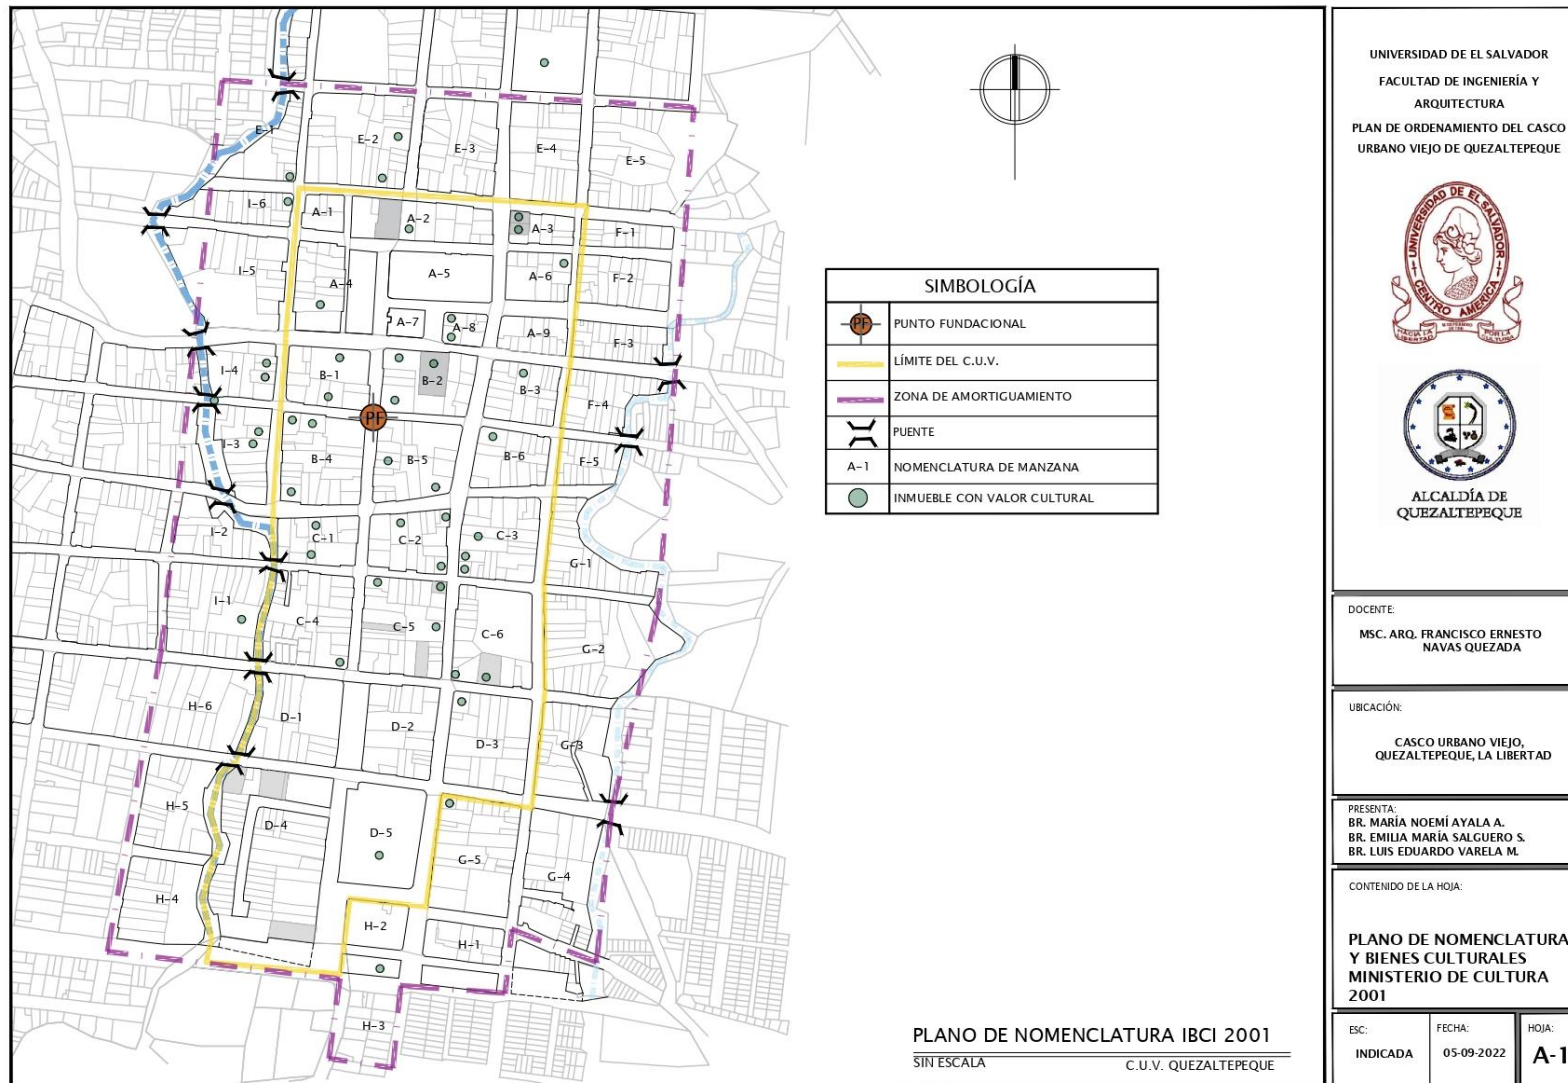 E-1
E-2
E-3
E-4
E-5
I-6
A-1
A-2
A-3
F-1
I-5
A-4
A-5
A-6
F-2
A-7
A-8
A-9
F-3
I-4
B-1
B-2
B-3
F-4
PF
I-3
B-4
B-5
B-6
F-5
I-2
C-1
C-2
C-3
G-1
I-1
C-4
C-5
C-6
G-2
H-6
D-1
D-2
D-3
G-3
H-5
D-4
D-5
G-5
G-4
H-4
H-2
H-1
H-3
SIMBOLOGÍA
PF
PUNTO FUNDACIONAL
LÍMITE DEL C.U.V.
ZONA DE AMORTIGUAMIENTO
PUENTE
A-1
NOMENCLATURA DE MANZANA
INMUEBLE CON VALOR CULTURAL
PLANO DE NOMENCLATURA IBCI 2001
SIN ESCALA
C.U.V. QUEZALTEPEQUE
UNIVERSIDAD DE EL SALVADOR
FACULTAD DE INGENIERÍA Y
ARQUITECTURA
PLAN DE ORDENAMIENTO DEL CASCO
URBANO VIEJO DE QUEZALTEPEQUE
UNIVERSIDAD DE EL SALVADOR
CENTRO AMÉRICA
HACIA LA LIBERTAD
POR LA CULTURA
ALCALDÍA DE
QUEZALTEPEQUE
DOCENTE:
MSC. ARQ. FRANCISCO ERNESTO
NAVAS QUEZADA
UBICACIÓN:
CASCO URBANO VIEJO,
QUEZALTEPEQUE, LA LIBERTAD
PRESENTA:
BR. MARÍA NOEMÍ AYALA A.
BR. EMILIA MARÍA SALGUERO S.
BR. LUIS EDUARDO VARELA M.
CONTENIDO DE LA HOJA:
PLANO DE NOMENCLATURA
Y BIENES CULTURALES
MINISTERIO DE CULTURA
2001
ESC:
INDICADA
FECHA:
05-09-2022
HOJA:
A-1